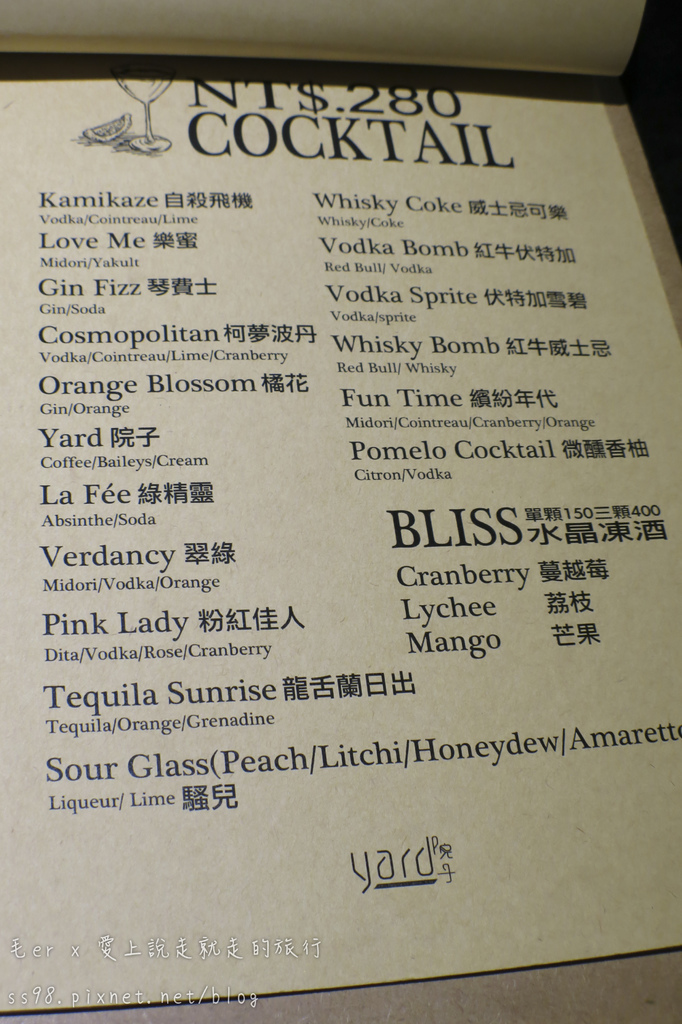 NT$.280
COCKTAIL
Kamikaze 自殺飛機
Vodka/Cointreau/Lime
Love Me 樂蜜
Midori/Yakult
Gin Fizz 琴費士
Gin/Soda
Cosmopolitan 柯夢波丹
Vodka/Cointreau/Lime/Cranberry
Orange Blossom 橘花
Gin/Orange
Yard 院子
Coffee/Baileys/Cream
La Fée 綠精靈
Absinthe/Soda
Verdancy 翠綠
Midori/Vodka/Orange
Pink Lady 粉紅佳人
Dita/Vodka/Rose/Cranberry
Tequila Sunrise 龍舌蘭日出
Tequila/Orange/Grenadine
Sour Glass(Peach/Litchi/Honeydew/Amaretto
Liqueur/ Lime 騷兒
Whisky Coke 威士忌可樂
Whisky/Coke
Vodka Bomb 紅牛伏特加
Red Bull/ Vodka
Vodka Sprite 伏特加雪碧
Vodka/sprite
Whisky Bomb 紅牛威士忌
Red Bull/ Whisky
Fun Time 繽紛年代
Midori/Cointreau/Cranberry/Orange
Pomelo Cocktail 微醺香柚
Citron/Vodka
BLISS 單顆150三顆400
水晶凍酒
Cranberry 蔓越莓
Lychee 荔枝
Mango 芒果
yard 院子
毛er x 愛上說走就走的旅行
ss98.pixnet.net/blog